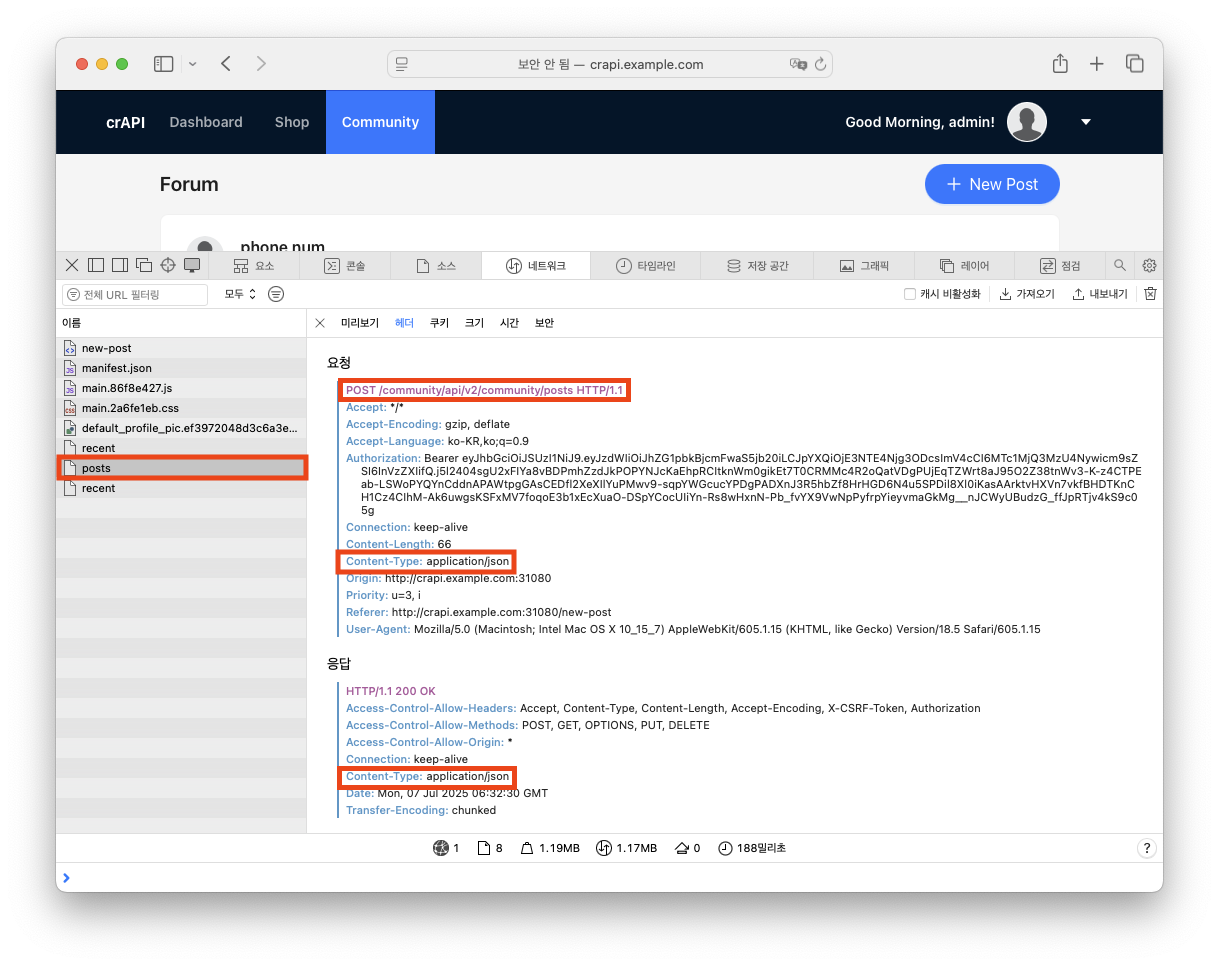 보안 안 됨 — crapi.example.com
crAPI Dashboard Shop Community Good Morning, admin!
Forum
+ New Post
phone num
요소 콘솔 소스 네트워크 타임라인 저장 공간 그래픽 레이어 점검
전체 URL 필터링 모두 캐시 비활성화 가져오기 내보내기
이름 미리보기 헤더 쿠키 크기 시간 보안
new-post
manifest.json
main.86f8e427.js
main.2a6fe1eb.css
default_profile_pic.ef3972048d3c6a3e...
recent
posts
recent
요청
POST /community/api/v2/community/posts HTTP/1.1
Accept: */*
Accept-Encoding: gzip, deflate
Accept-Language: ko-KR,ko;q=0.9
Authorization: Bearer
Connection: keep-alive
Content-Length: 66
Content-Type: application/json
Origin: http://crapi.example.com:31080
Priority: u=3, i
Referer: http://crapi.example.com:31080/new-post
User-Agent: Mozilla/5.0 (Macintosh; Intel Mac OS X 10_15_7) AppleWebKit/605.1.15 (KHTML, like Gecko) Version/18.5 Safari/605.1.15
응답
HTTP/1.1 200 OK
Access-Control-Allow-Headers: Accept, Content-Type, Content-Length, Accept-Encoding, X-CSRF-Token, Authorization
Access-Control-Allow-Methods: POST, GET, OPTIONS, PUT, DELETE
Access-Control-Allow-Origin: *
Connection: keep-alive
Content-Type: application/json
Date: Mon, 07 Jul 2025 06:32:30 GMT
Transfer-Encoding: chunked
1 8 1.19MB 1.17MB 0 188밀리초 ?